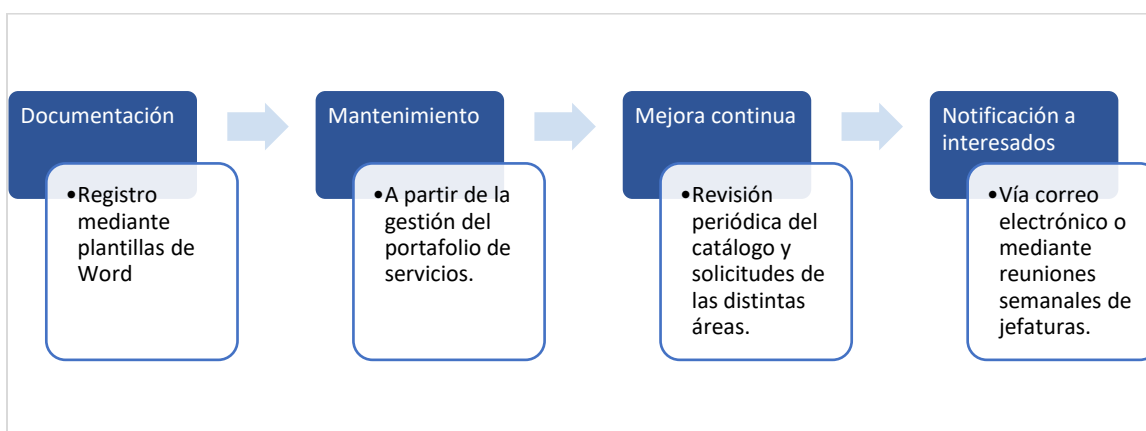 Documentación
•Registro
mediante
plantillas de
Word
Mantenimiento
•A partir de la
gestión del
portafolio de
servicios.
Mejora continua
•Revisión
periódica del
catálogo y
solicitudes de
las distintas
áreas.
Notificación a
interesados
•Vía correo
electrónico o
mediante
reuniones
semanales de
jefaturas.